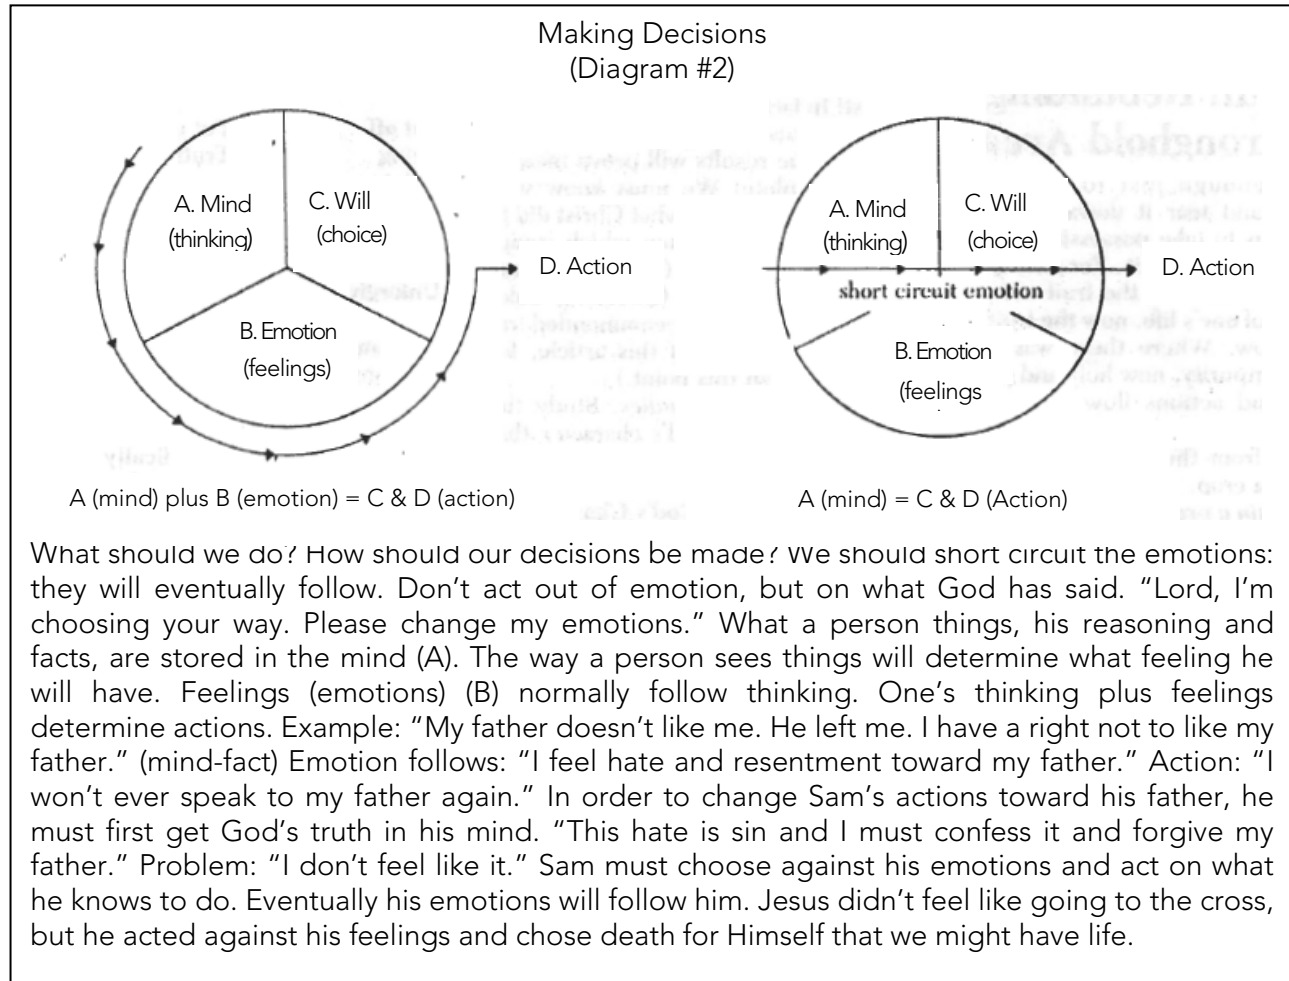 Making Decisions
(Diagram #2)
A. Mind
(thinking)
C. Will
(choice)
B. Emotion
(feelings)
D. Action
A (mind) plus B (emotion) = C & D (action)
A. Mind
(thinking)
C. Will
(choice)
short circuit emotion
B. Emotion
(feelings
D. Action
A (mind) = C & D (Action)
What should we do? How should our decisions be made? We should short circuit the emotions:
they will eventually follow. Don’t act out of emotion, but on what God has said. “Lord, I’m
choosing your way. Please change my emotions.” What a person things, his reasoning and
facts, are stored in the mind (A). The way a person sees things will determine what feeling he
will have. Feelings (emotions) (B) normally follow thinking. One’s thinking plus feelings
determine actions. Example: “My father doesn’t like me. He left me. I have a right not to like my
father.” (mind-fact) Emotion follows: “I feel hate and resentment toward my father.” Action: “I
won’t ever speak to my father again.” In order to change Sam’s actions toward his father, he
must first get God’s truth in his mind. “This hate is sin and I must confess it and forgive my
father.” Problem: “I don’t feel like it.” Sam must choose against his emotions and act on what
he knows to do. Eventually his emotions will follow him. Jesus didn’t feel like going to the cross,
but he acted against his feelings and chose death for Himself that we might have life.